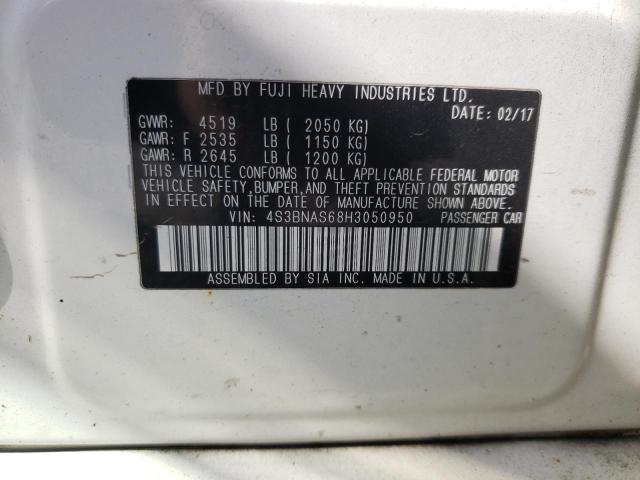 MFD BY FUJI HEAVY INDUSTRIES LTD.
DATE: 02/17
GVWR: 4519 LB ( 2050 KG)
GAWR: F 2535 LB ( 1150 KG)
GAWR: R 2645 LB ( 1200 KG)
THIS VEHICLE CONFORMS TO ALL APPLICABLE FEDERAL MOTOR
VEHICLE SAFETY, BUMPER, AND THEFT PREVENTION STANDARDS
IN EFFECT ON THE DATE OF MANUFACTURE SHOWN ABOVE.
VIN: 4S3BNAS68H3050950 PASSENGER CAR
ASSEMBLED BY SIA INC. MADE IN U.S.A.